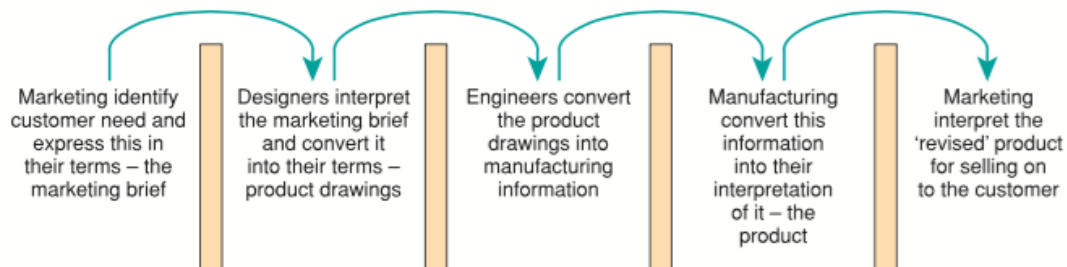 Marketing identify
customer need and
express this in
their terms – the
marketing brief
Designers interpret
the marketing brief
and convert it
into their terms –
product drawings
Engineers convert
the product
drawings into
manufacturing
information
Manufacturing
convert this
information
into their
interpretation
of it – the
product
Marketing
interpret the
‘revised’ product
for selling on
to the customer